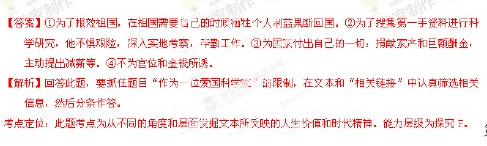 【答案】①为了报效祖国,在祖国需要自己的时候牺牲个人利益果断回国。②为了搜集第一手资料进行科
学研究,他不惧艰险,深入实地考察,辛勤工作。③为国家付出自己的一切,捐献家产和巨额酬金,
主动提出减薪等。④不为官位和金钱所诱。
【解析】回答此题,要抓住题目“作为一位爱国科学家”的限制,在文本和“相关链接”中认真筛选相关
信息,然后分条作答。
考点定位:此题考点为从不同的角度和层面发掘文本所反映的人生价值和时代精神。能力层级为探究 F。